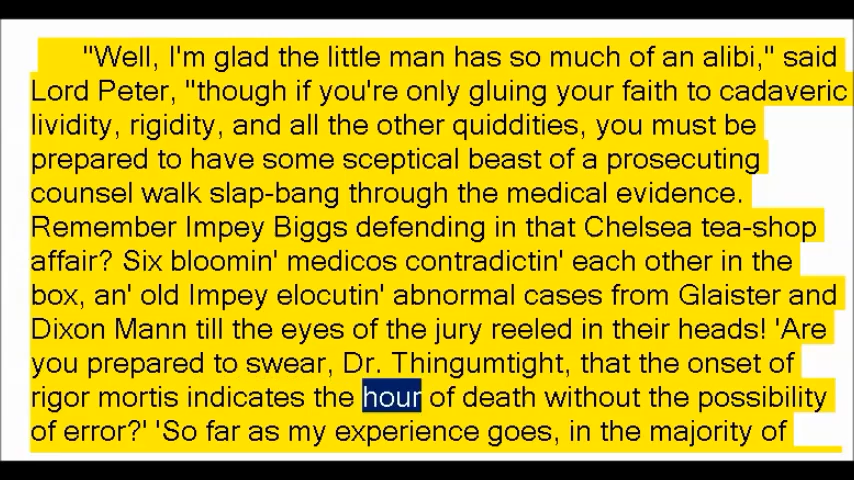 "Well, I'm glad the little man has so much of an alibi," said
Lord Peter, "though if you're only gluing your faith to cadaveric
lividity, rigidity, and all the other quiddities, you must be
prepared to have some sceptical beast of a prosecuting
counsel walk slap-bang through the medical evidence.
Remember Impey Biggs defending in that Chelsea tea-shop
affair? Six bloomin' medicos contradictin' each other in the
box, an' old Impey elocutin' abnormal cases from Glaister and
Dixon Mann till the eyes of the jury reeled in their heads! 'Are
you prepared to swear, Dr. Thingumtight, that the onset of
rigor mortis indicates the hour of death without the possibility
of error?' 'So far as my experience goes, in the majority of